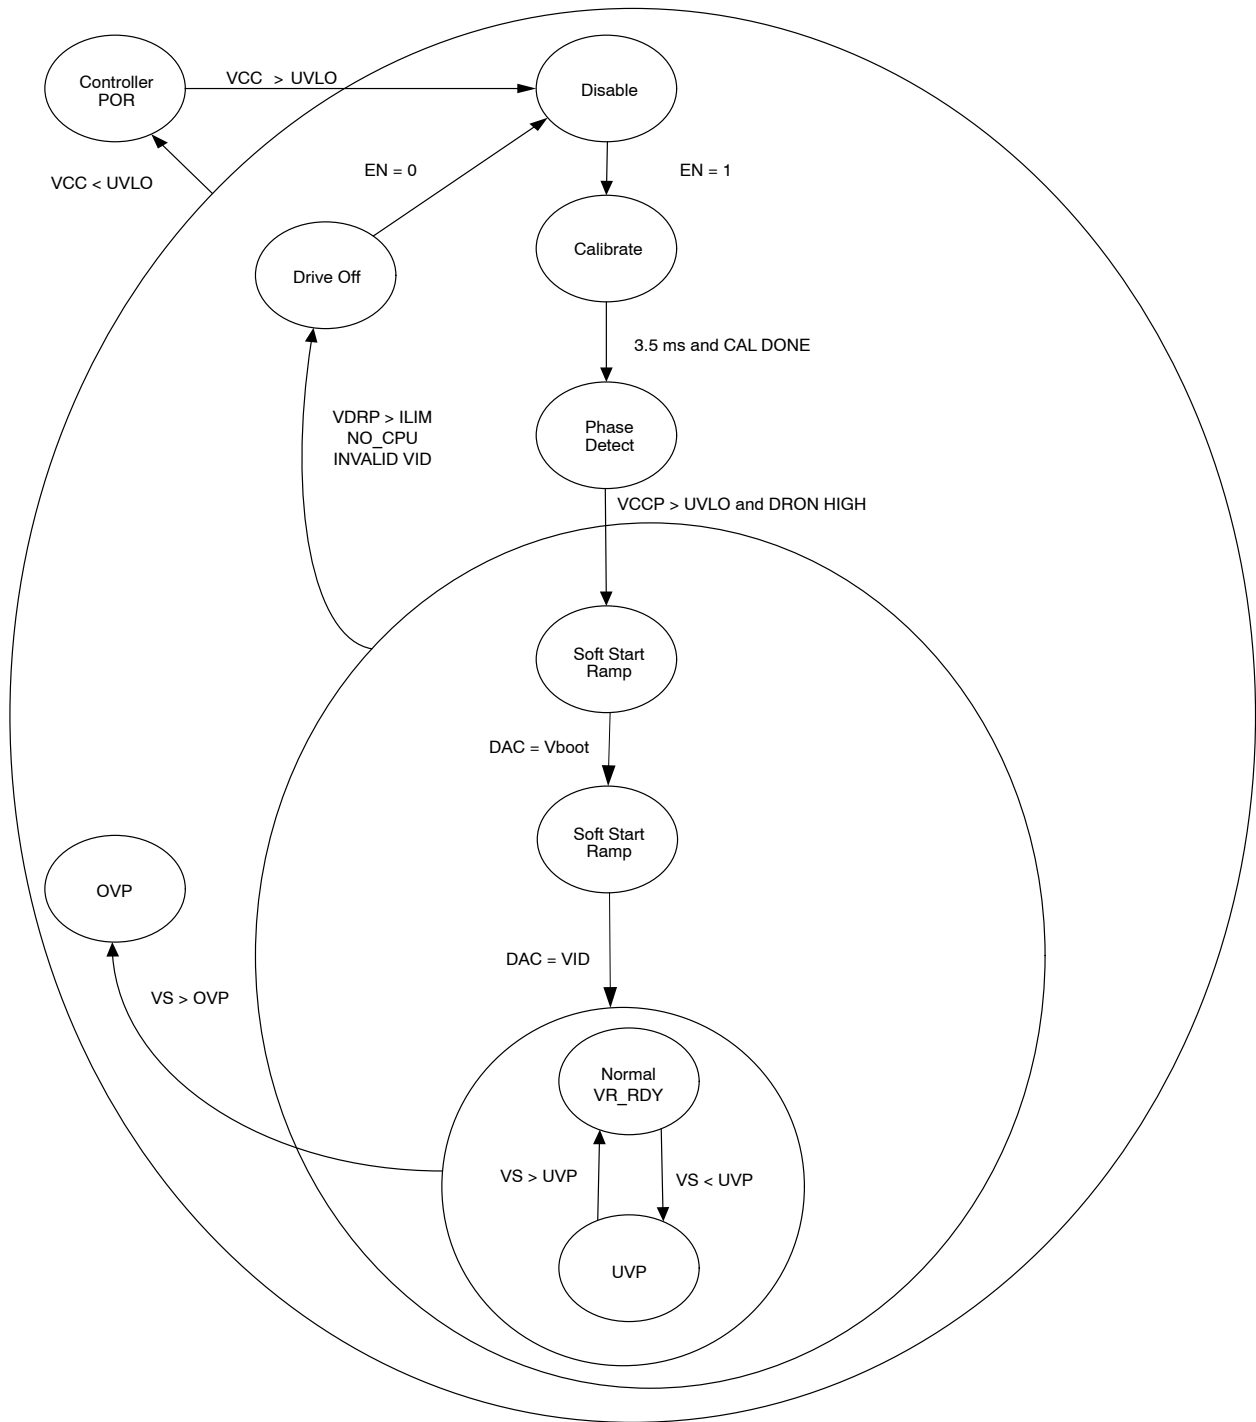 Controller
POR
VCC > UVLO
Disable
VCC < UVLO
EN = 0
EN = 1
Drive Off
Calibrate
3.5 ms and CAL DONE
VDRP > ILIM
NO_CPU
INVALID VID
Phase
Detect
VCCP > UVLO and DRON HIGH
Soft Start
Ramp
DAC = Vboot
Soft Start
Ramp
OVP
DAC = VID
VS > OVP
Normal
VR_RDY
VS > UVP
VS < UVP
UVP